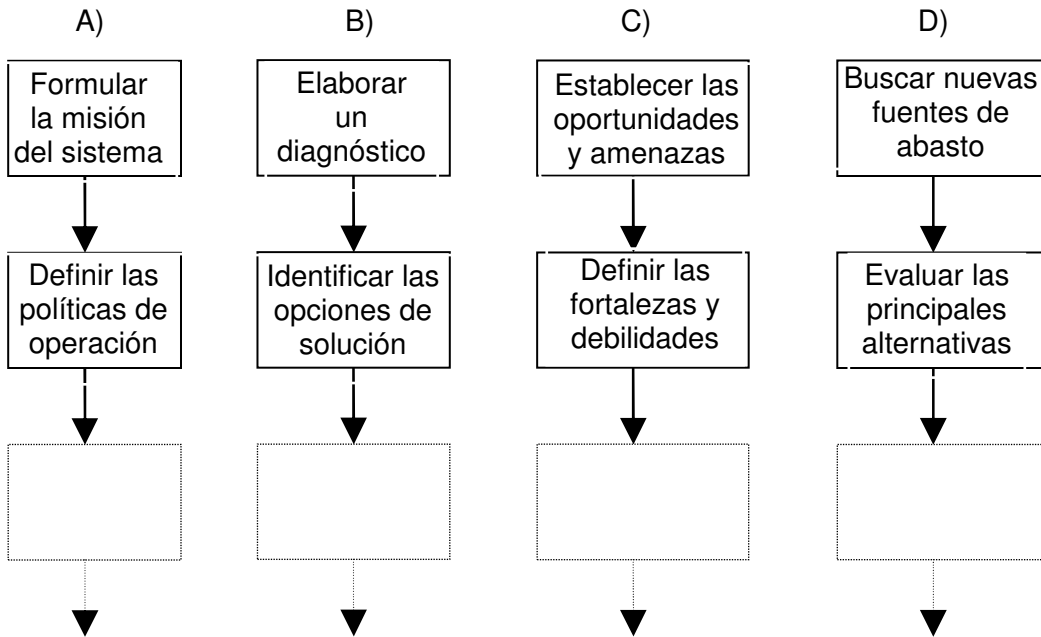 A)
Formular
la misión
del sistema
Definir las
políticas de
operación
B)
Elaborar
un
diagnóstico
Identificar las
opciones de
solución
C)
Establecer las
oportunidades
y amenazas
Definir las
fortalezas y
debilidades
D)
Buscar nuevas
fuentes de
abasto
Evaluar las
principales
alternativas